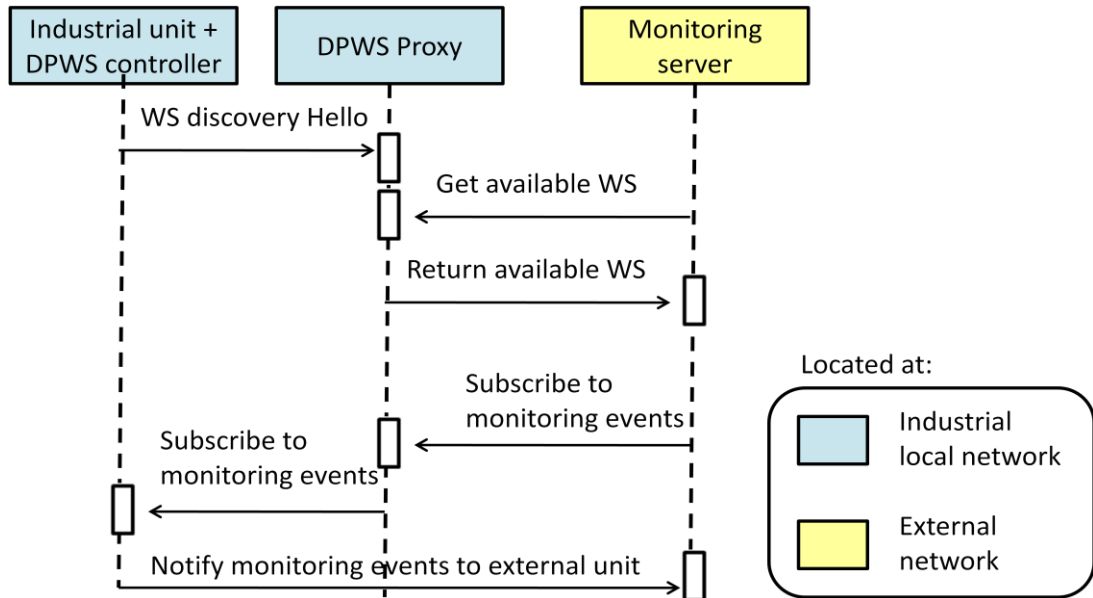 Industrial unit +
DPWS controller
DPWS Proxy
Monitoring
server
WS discovery Hello
Get available WS
Return available WS
Subscribe to
monitoring events
Subscribe to
monitoring events
Notify monitoring events to external unit
Located at:
Industrial
local network
External
network